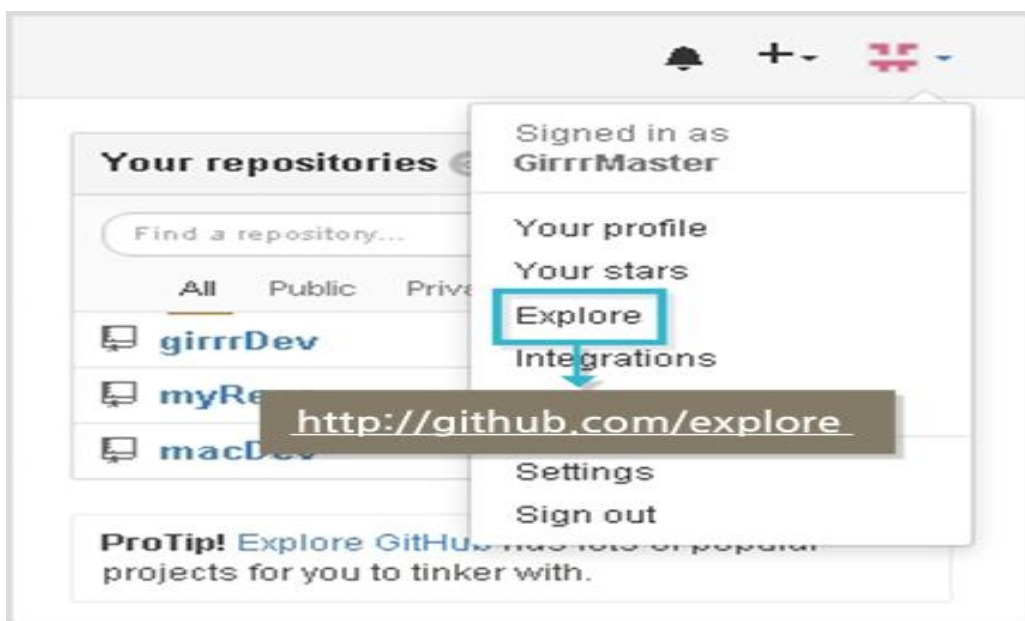 Signed in as
GirrrMaster
Your repositories
Find a repository...
All Public
girrrDev
ProTip! Explore GitHub
projects for you to tinker with.
Your profile
Your stars
Explore
Integrations
http://github.com/explore
Settings
Sign out